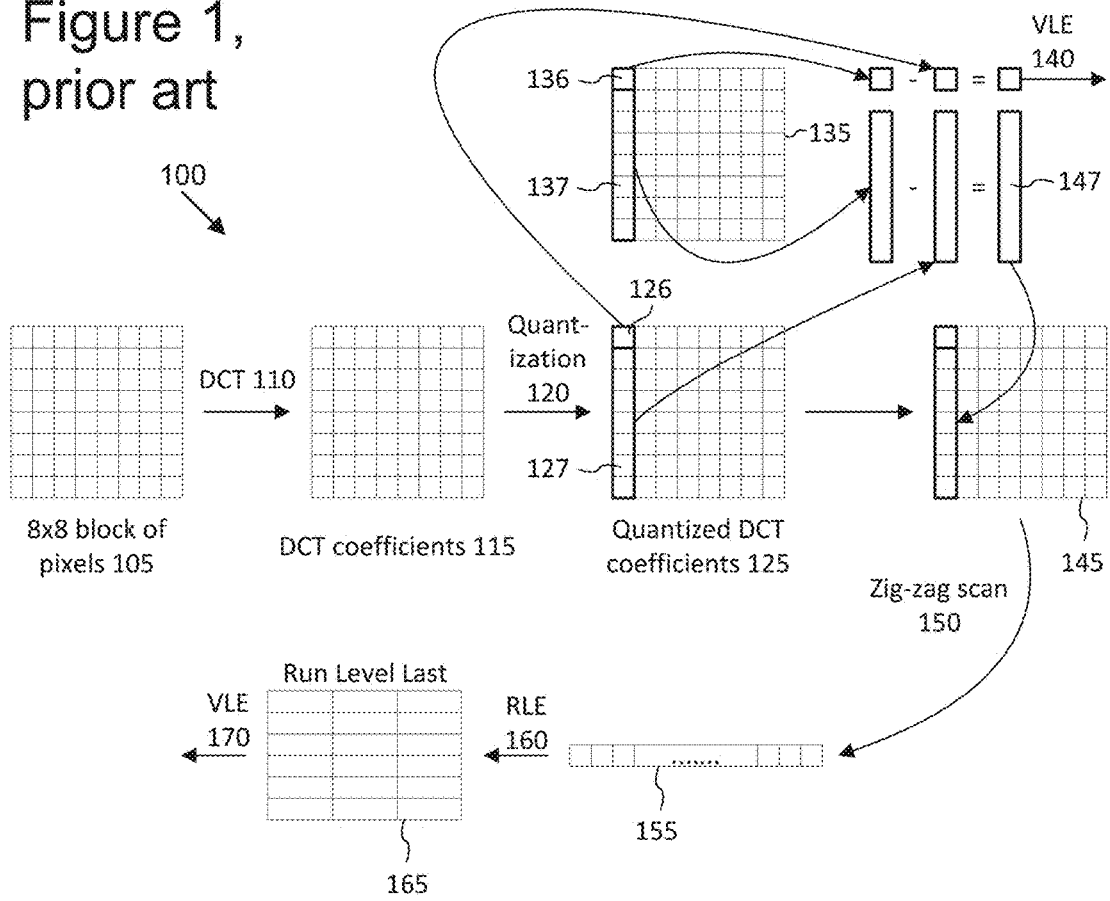 Figure 1,
prior art
100
136
137
135
VLE
140
-
=
-
=
147
126
127
DCT 110
Quant-
ization
120
8x8 block of
pixels 105
DCT coefficients 115
Quantized DCT
coefficients 125
145
Zig-zag scan
150
Run Level Last
VLE
170
RLE
160
.......
155
165